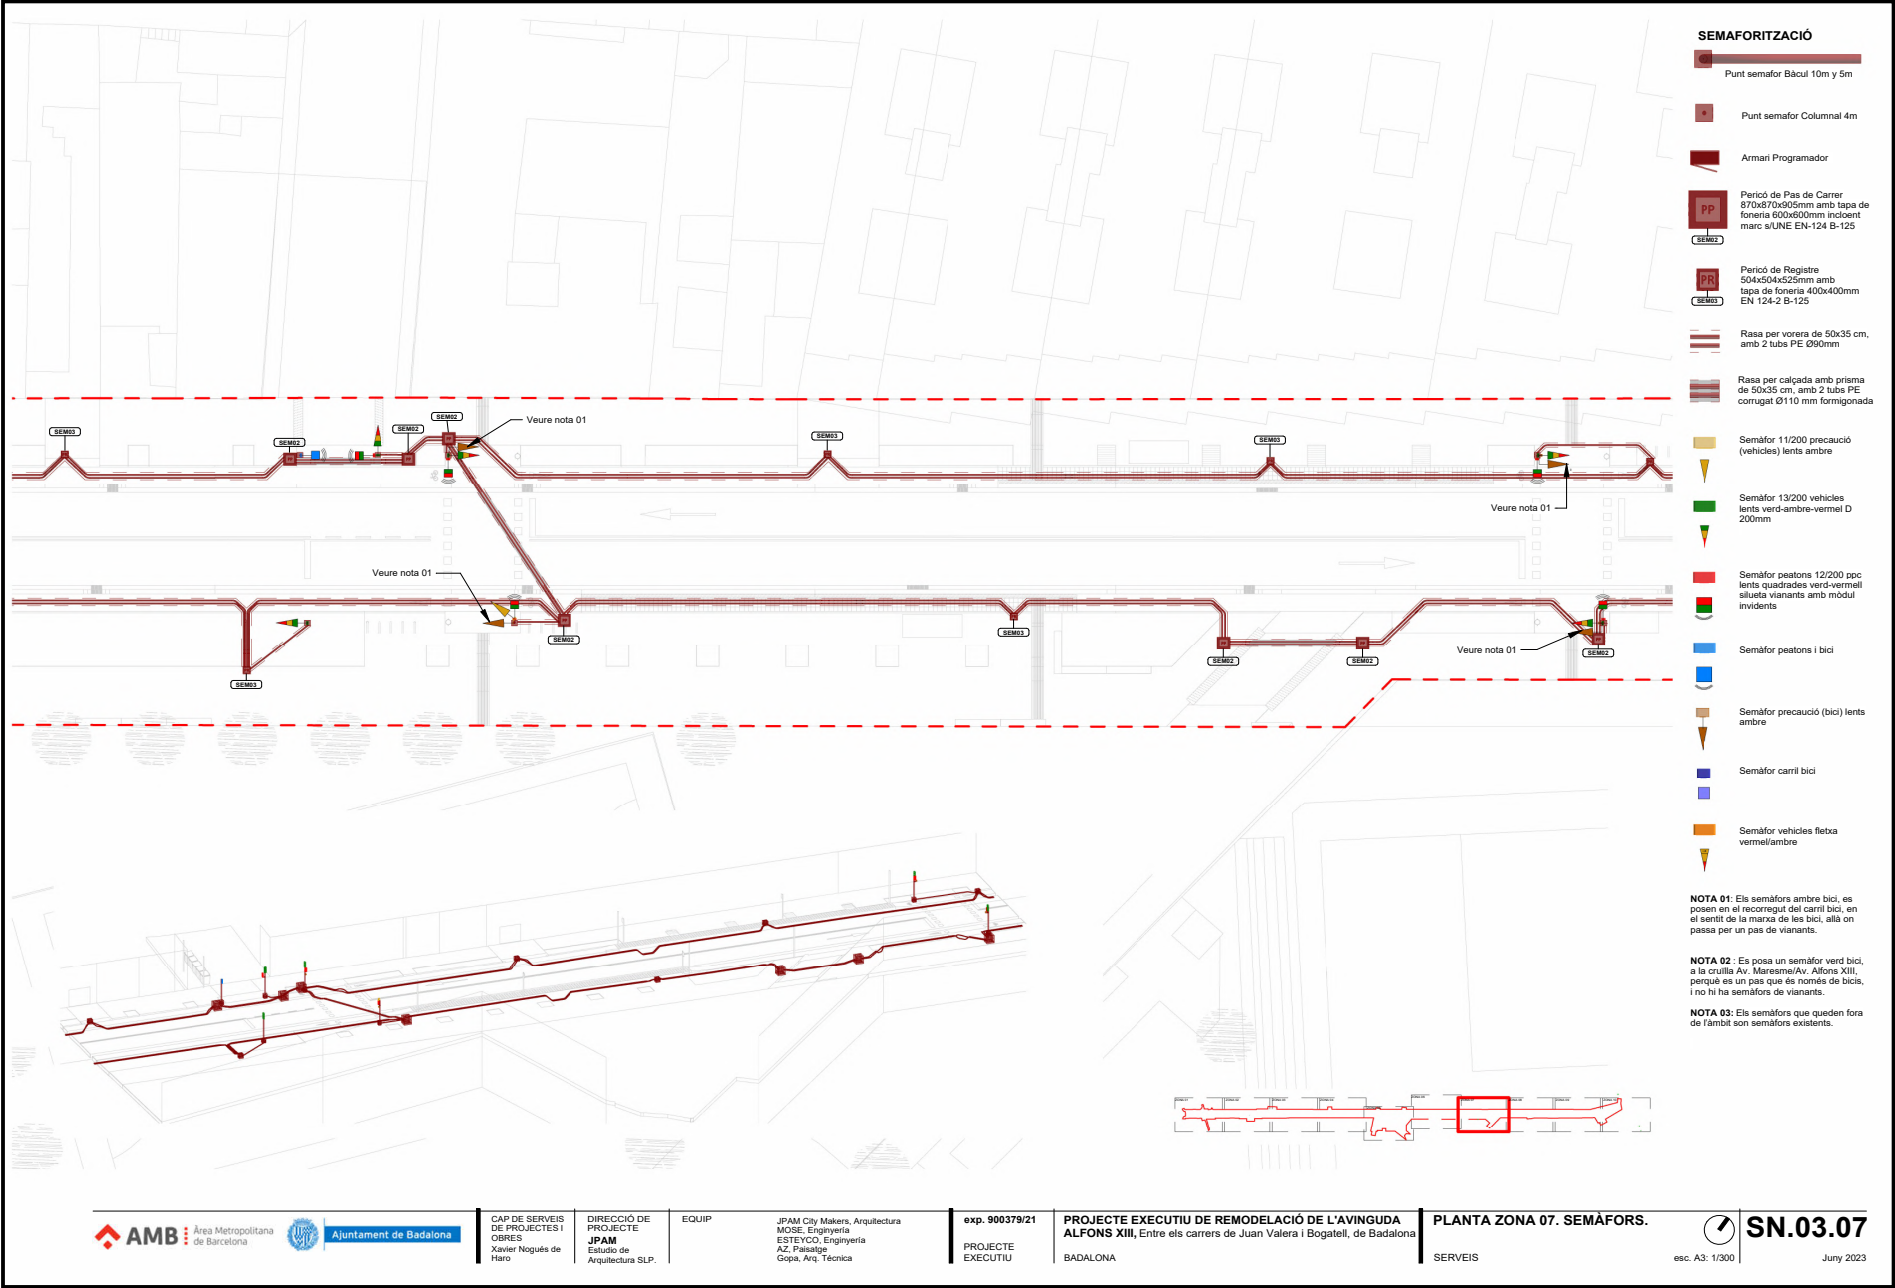 SEMAFORITZACIÓ
Punt semafor Bàcul 10m y 5m
Punt semafor Columnal 4m
Armari Programador
PP
SEM02
Pericó de Pas de Carrer
870x870x905mm amb tapa de
foneria 600x600mm incloent
marc s/UNE EN-124 B-125
PR
SEM03
Pericó de Registre
504x504x525mm amb
tapa de foneria 400x400mm
EN 124-2 B-125
Rasa per vorera de 50x35 cm,
amb 2 tubs PE Ø90mm
Rasa per calçada amb prisma
de 50x35 cm, amb 2 tubs PE
corrugat Ø110 mm formigonada
Semàfor 11/200 precaució
(vehicles) lents ambre
Semàfor 13/200 vehicles
lents verd-ambre-vermel D
200mm
Semàfor peatons 12/200 ppc
lents quadrades verd-vermell
silueta vianants amb mòdul
invidents
Semàfor peatons i bici
Semàfor precaució (bici) lents
ambre
Semàfor carril bici
Semàfor vehicles fletxa
vermel/ambre
NOTA 01: Els semàfors ambre bici, es
posen en el recorregut del carril bici, en
el sentit de la marxa de les bici, allà on
passa per un pas de vianants.
NOTA 02 : Es posa un semàfor verd bici,
a la cruïlla Av. Maresme/Av. Alfons XIII,
perquè es un pas que és només de bicis,
i no hi ha semàfors de vianants.
NOTA 03: Els semàfors que queden fora
de l'àmbit son semàfors existents.
SEM03
SEM02
SEM02
SEM02
Veure nota 01
SEM03
SEM03
Veure nota 01
Veure nota 01
SEM03
SEM02
SEM03
SEM02
SEM02
Veure nota 01
SEM02
AMB
Àrea Metropolitana
de Barcelona
Ajuntament de Badalona
CAP DE SERVEIS
DE PROJECTES I
OBRES
Xavier Nogués de
Haro
DIRECCIÓ DE
PROJECTE
JPAM
Estudio de
Arquitectura SLP.
EQUIP
JPAM City Makers, Arquitectura
MOSE, Enginyería
ESTEYCO, Enginyería
AZ, Paisatge
Gopa, Arq. Técnica
exp. 900379/21
PROJECTE
EXECUTIU
PROJECTE EXECUTIU DE REMODELACIÓ DE L'AVINGUDA
ALFONS XIII, Entre els carrers de Juan Valera i Bogatell, de Badalona
BADALONA
PLANTA ZONA 07. SEMÀFORS.
SERVEIS
esc. A3: 1/300
SN.03.07
Juny 2023